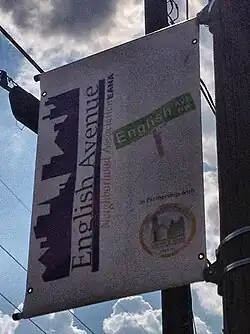 English Avenue
Neighborhood Association EANA
English AVE
in Partnership with